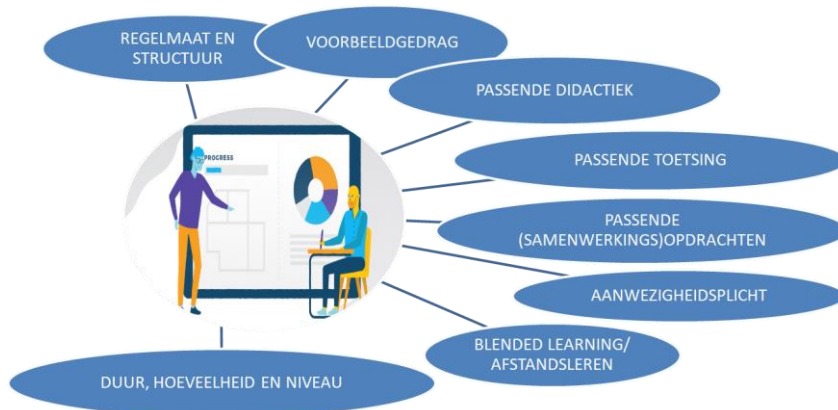 REGELMAAT EN
STRUCTUUR
VOORBEELDGEDRAG
PASSENDE DIDACTIEK
PROGRESS
PASSENDE TOETSING
PASSENDE
(SAMENWERKINGS)OPDRACHTEN
AANWEZIGHEIDSPLICHT
BLENDED LEARNING/
AFSTANDSLEREN
DUUR, HOEVEELHEID EN NIVEAU